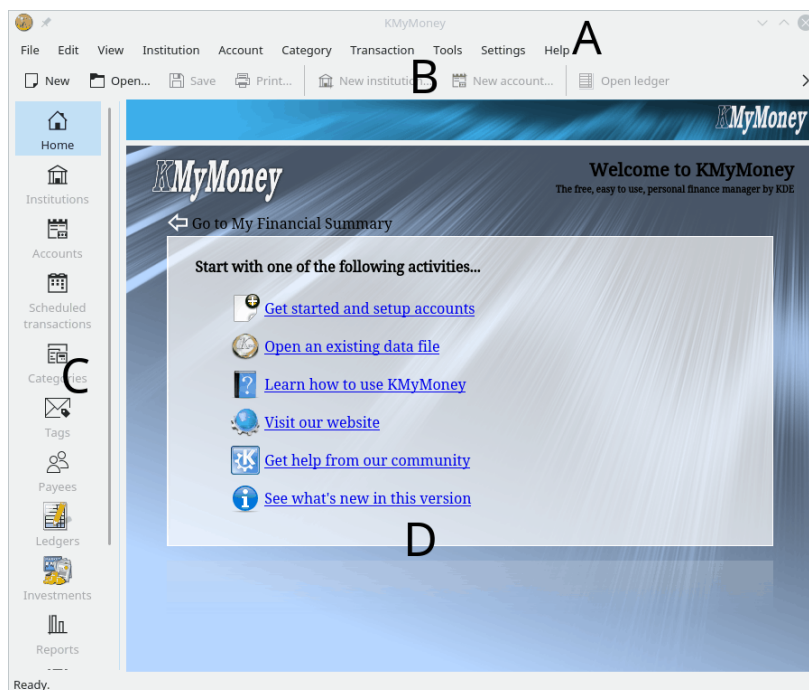 KMyMoney
File Edit View Institution Account Category Transaction Tools Settings Help A
New Open... Save Print... New institution... B New account... Open ledger
Home
Institutions
Accounts
Scheduled
transactions
Categories
C
Tags
Payees
Ledgers
Investments
Reports
KMyMoney
KMyMoney
Welcome to KMyMoney
The free, easy to use, personal finance manager by KDE
Go to My Financial Summary
Start with one of the following activities...
Get started and setup accounts
Open an existing data file
Learn how to use KMyMoney
Visit our website
Get help from our community
See what's new in this version
D
Ready.